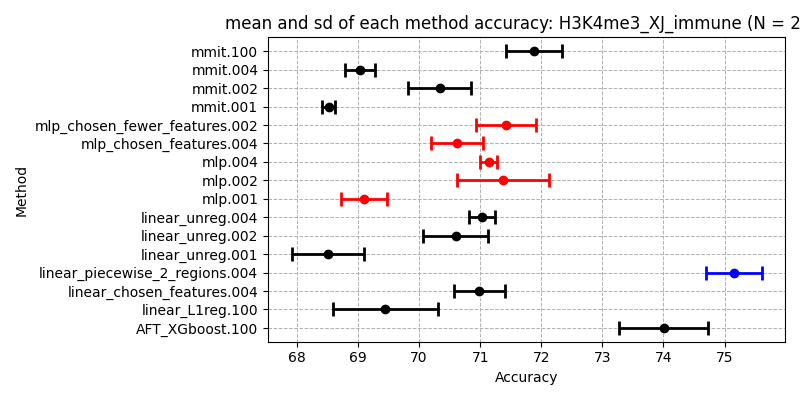 mean and sd of each method accuracy: H3K4me3_XJ_immune (N = 2
mmit.100
mmit.004
mmit.002
mmit.001
mlp_chosen_fewer_features.002
mlp_chosen_features.004
mlp.004
mlp.002
mlp.001
linear_unreg.004
linear_unreg.002
linear_unreg.001
linear_piecewise_2_regions.004
linear_chosen_features.004
linear_L1reg.100
AFT_XGboost.100
Method
68 69 70 71 72 73 74 75
Accuracy